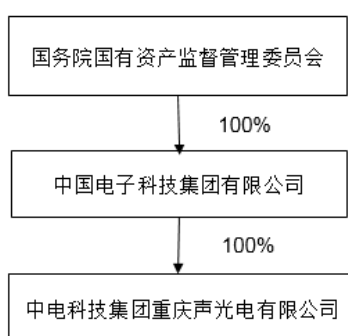 国务院国有资产监督管理委员会
100%
中国电子科技集团有限公司
100%
中电科技集团重庆声光电有限公司